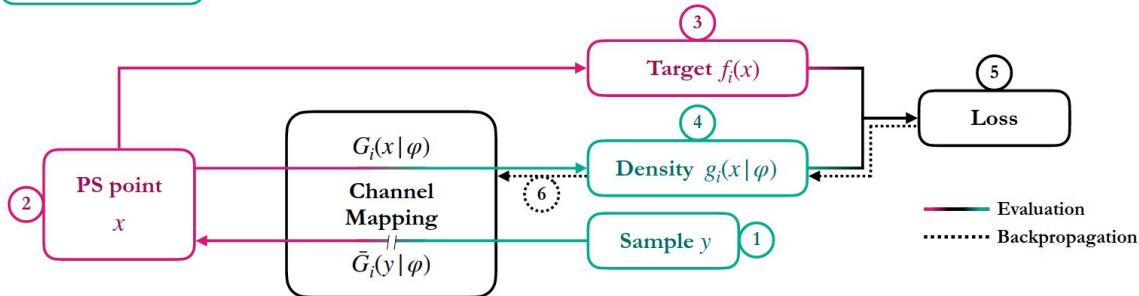 3
Target f_i(x)
5
Loss
4
G_i(x|φ)
Density g_i(x|φ)
6
PS point
x
2
Channel
Mapping
Sample y
1
Ḡ_i(y|φ)
Evaluation
Backpropagation